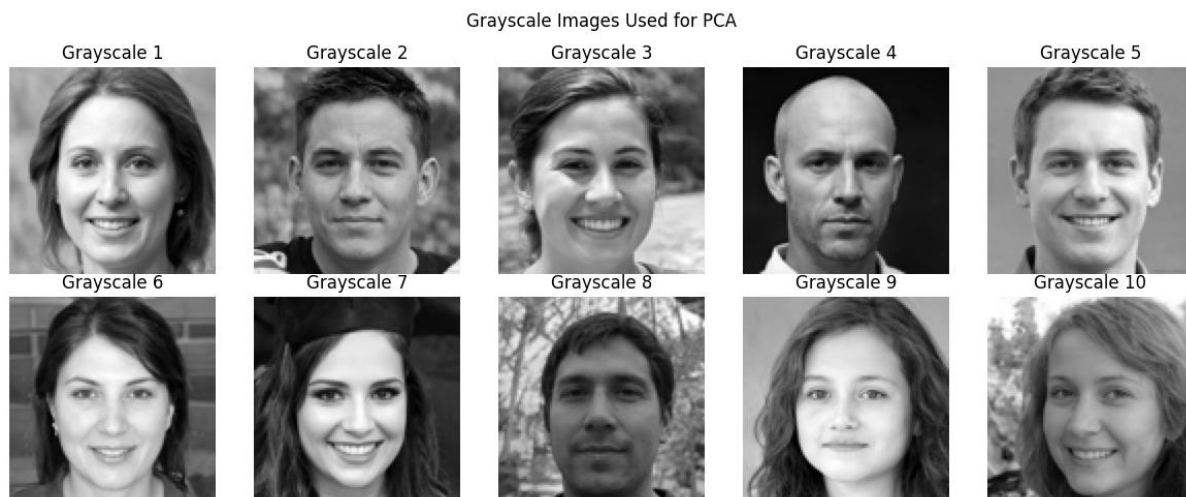 Grayscale Images Used for PCA
Grayscale 1 Grayscale 2 Grayscale 3 Grayscale 4 Grayscale 5
Grayscale 6 Grayscale 7 Grayscale 8 Grayscale 9 Grayscale 10